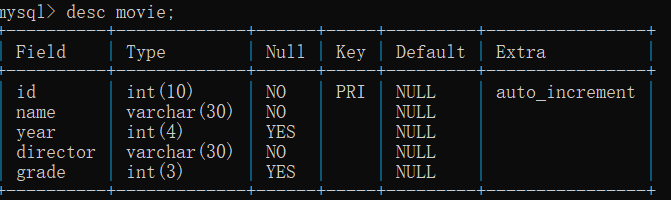 mysql> desc movie;
+----------+-------------+------+-----+---------+----------------+
| Field    | Type        | Null | Key | Default | Extra          |
+----------+-------------+------+-----+---------+----------------+
| id       | int(10)     | NO   | PRI | NULL    | auto_increment |
| name     | varchar(30) | NO   |     | NULL    |                |
| year     | int(4)      | YES  |     | NULL    |                |
| director | varchar(30) | NO   |     | NULL    |                |
| grade    | int(3)      | YES  |     | NULL    |                |
+----------+-------------+------+-----+---------+----------------+